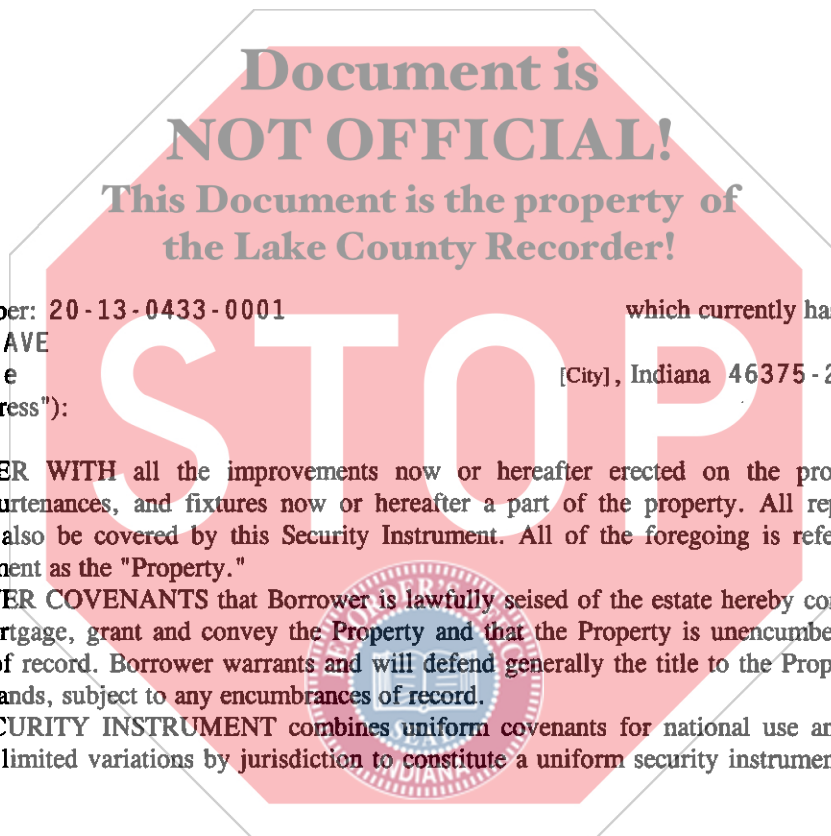 Document is
NOT OFFICIAL!
This Document is the property of
the Lake County Recorder!
per: 20-13-0433-0001 which currently ha
AVE
e [City], Indiana 46375-2
ress"):
STOP
ER WITH all the improvements now or hereafter erected on the pro
urtenances, and fixtures now or hereafter a part of the property. All rep
also be covered by this Security Instrument. All of the foregoing is refe
ment as the "Property."
ER COVENANTS that Borrower is lawfully seised of the estate hereby co
rtgage, grant and convey the Property and that the Property is unencumbe
of record. Borrower warrants and will defend generally the title to the Prop
ands, subject to any encumbrances of record.
CURITY INSTRUMENT combines uniform covenants for national use an
limited variations by jurisdiction to constitute a uniform security instrumen
RECORDER'S OFFICE
SEAL
INDIANA